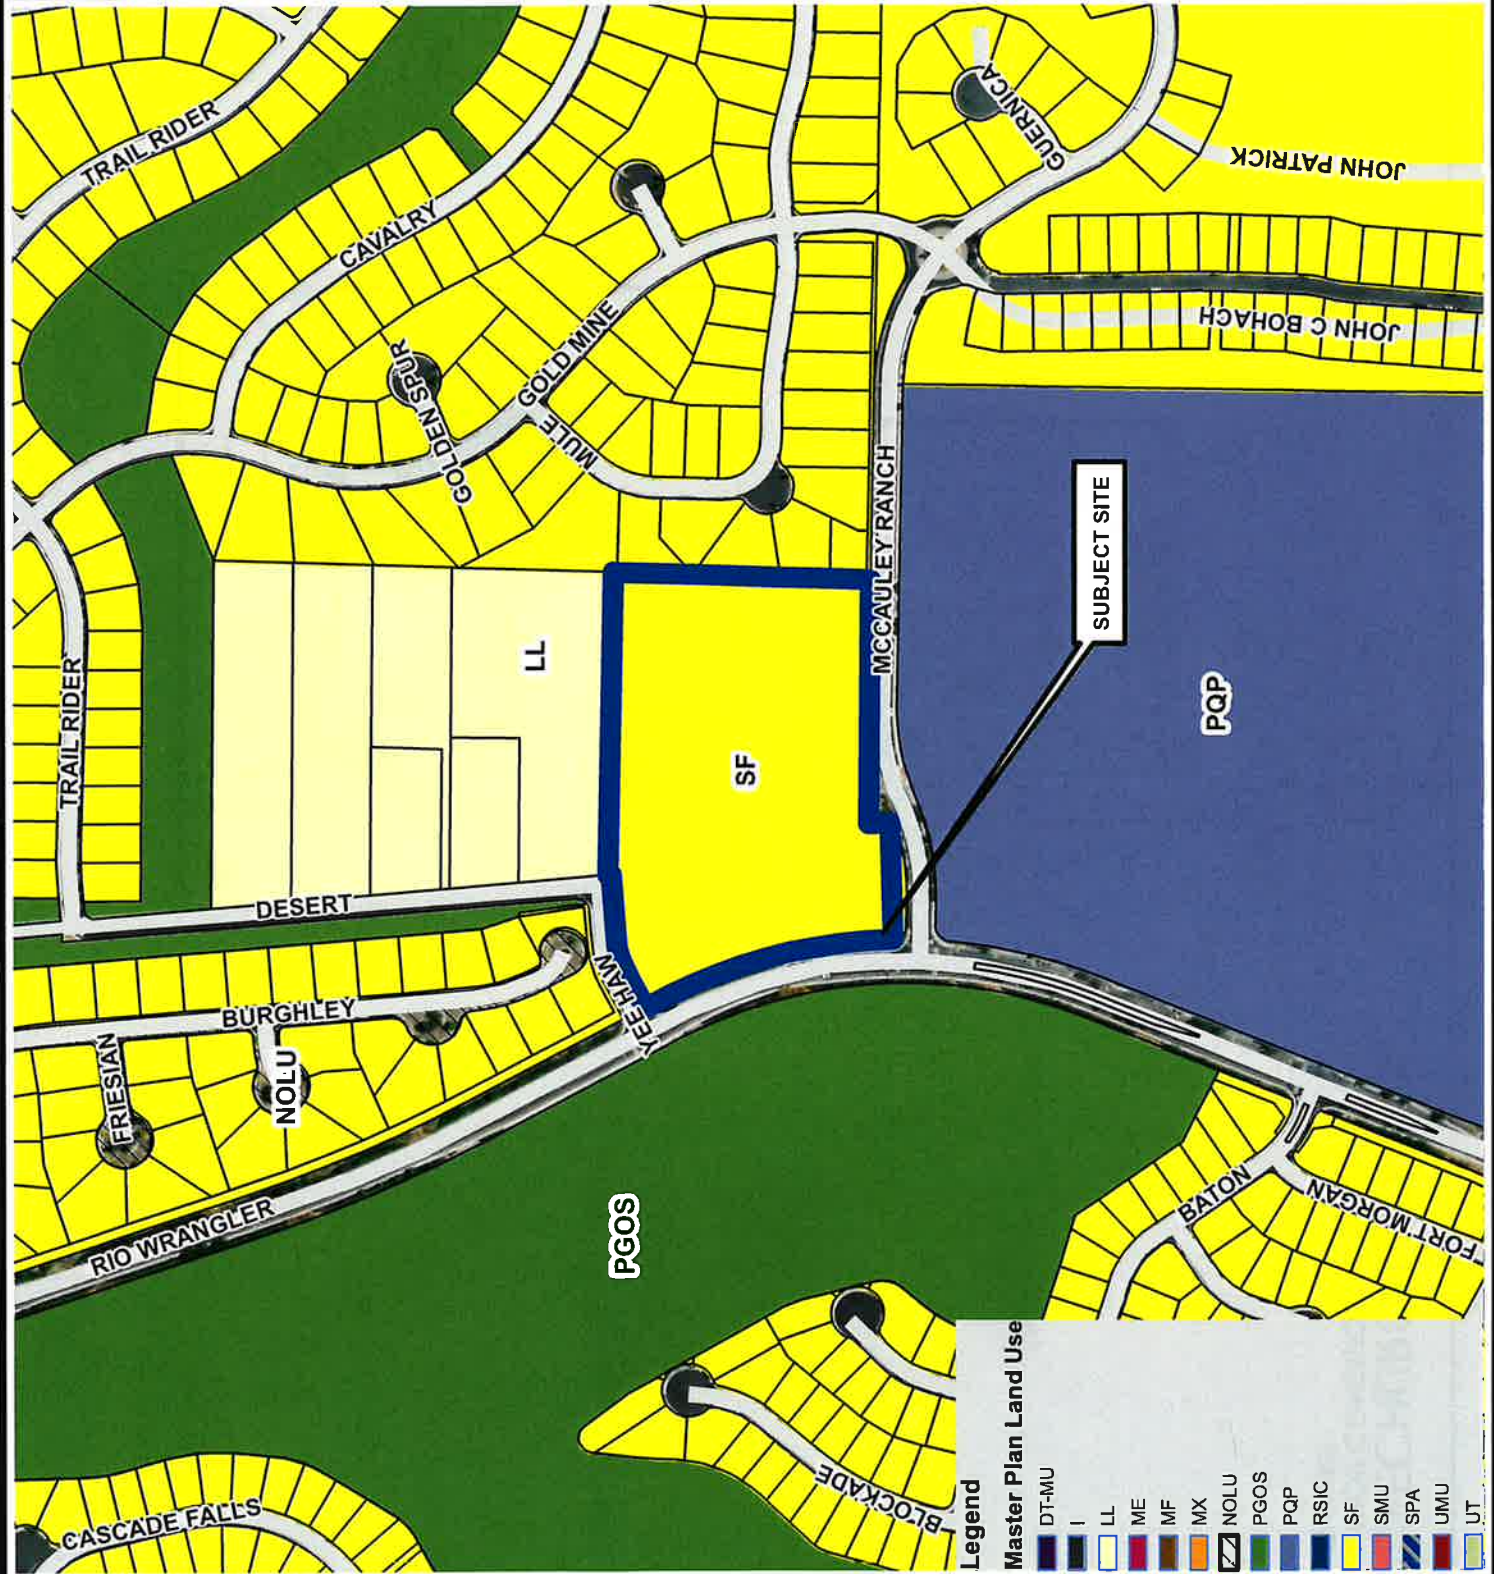 TRAIL RIDER
CAVALRY
GUERNICA
JOHN PATRICK
JOHN C BOHACH
GOLD MINE
GOLDEN SPUR
MULE
MCCAULEY RANCH
SUBJECT SITE
TRAIL RIDER
LL
SF
PQP
DESERT
YEE HAW
BURGHLEY
FRIESIAN
NOLU
RIO WRANGLER
PGOS
BATON
FORT MORGAN
BLOCKADE
CASCADE FALLS
Legend
Master Plan Land Use
DT-MU
I
LL
ME
MF
MX
NOLU
PGOS
PQP
RSIC
SF
SMU
SPA
UMU
UT